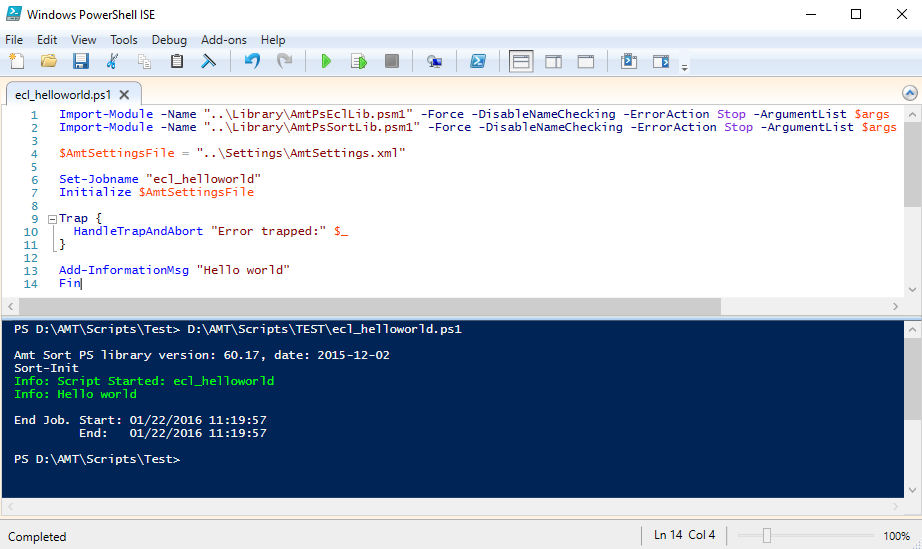 Windows PowerShell ISE
File Edit View Tools Debug Add-ons Help
ecl_helloworld.ps1
1 Import-Module -Name "..\Library\AmtPsEclLib.psm1" -Force -DisableNameChecking -ErrorAction Stop -ArgumentList $args
2 Import-Module -Name "..\Library\AmtPsSortLib.psm1" -Force -DisableNameChecking -ErrorAction Stop -ArgumentList $args
3
4 $AmtSettingsFile = "..\Settings\AmtSettings.xml"
5
6 Set-Jobname "ecl_helloworld"
7 Initialize $AmtSettingsFile
8
9 Trap {
10 HandleTrapAndAbort "Error trapped:" $_
11 }
12
13 Add-InformationMsg "Hello world"
14 Fin
PS D:\AMT\Scripts\Test> D:\AMT\Scripts\TEST\ecl_helloworld.ps1
Amt Sort PS library version: 60.17, date: 2015-12-02
Sort-Init
Info: Script Started: ecl_helloworld
Info: Hello world
End Job. Start: 01/22/2016 11:19:57
End: 01/22/2016 11:19:57
PS D:\AMT\Scripts\Test>
Completed Ln 14 Col 4 100%